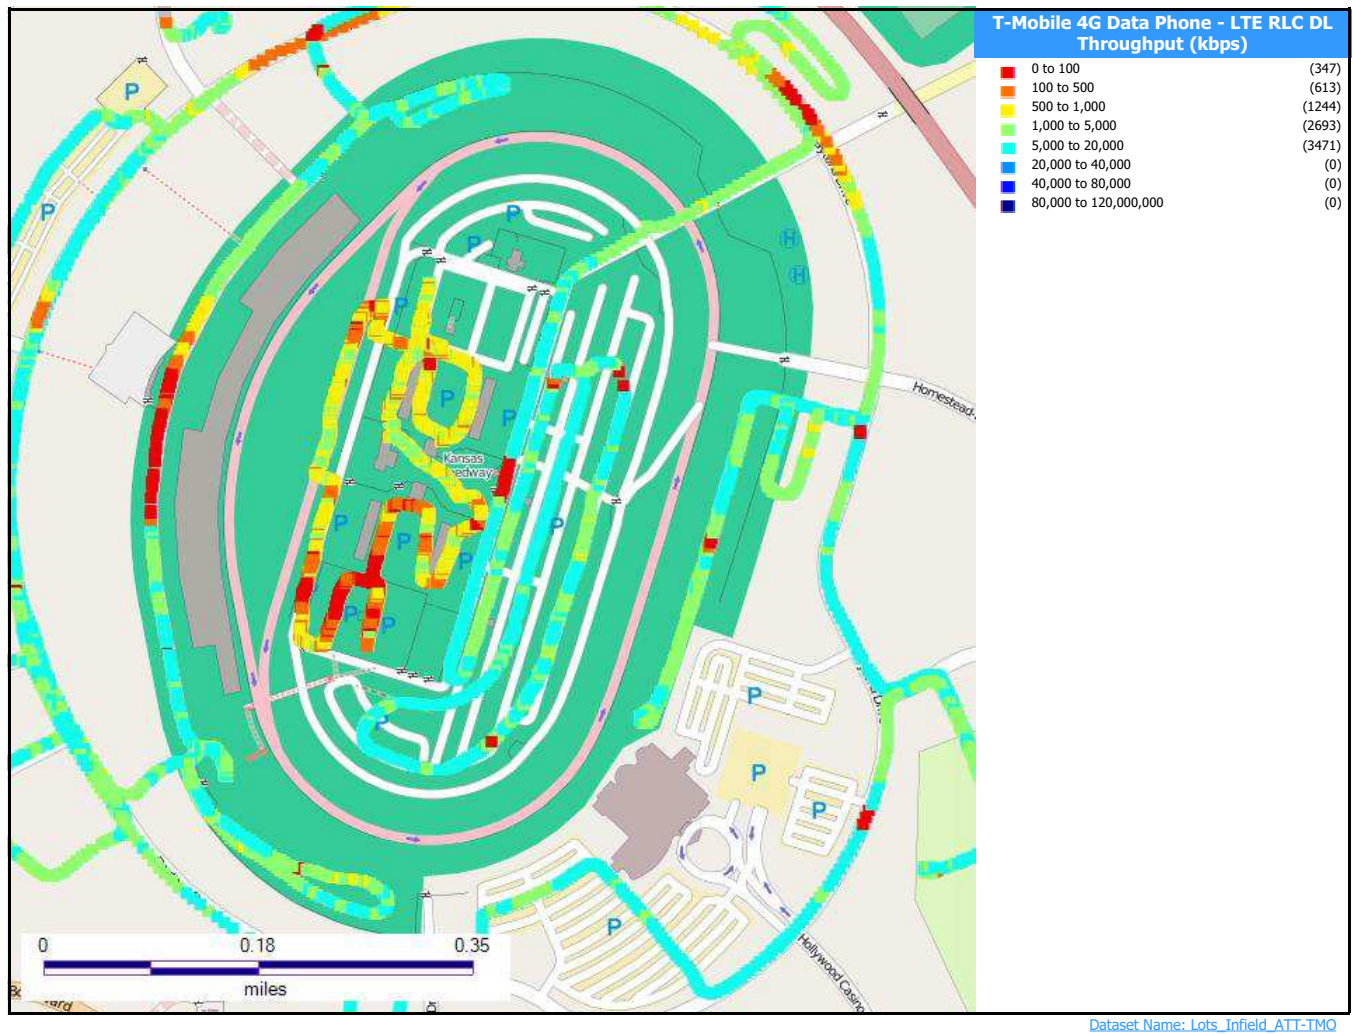 T-Mobile 4G Data Phone - LTE RLC DL
Throughput (kbps)
0 to 100 (347)
100 to 500 (613)
500 to 1,000 (1244)
1,000 to 5,000 (2693)
5,000 to 20,000 (3471)
20,000 to 40,000 (0)
40,000 to 80,000 (0)
80,000 to 120,000,000 (0)
P
P
P
P
H
H
P
Homestead-
P
P
Kansas
eedway
P
P
P
P
P
P
P
P
P
P
P
Hollywood Casino
0 0.18 0.35
miles
Dataset Name: Lots_Infield_ATT-TMO